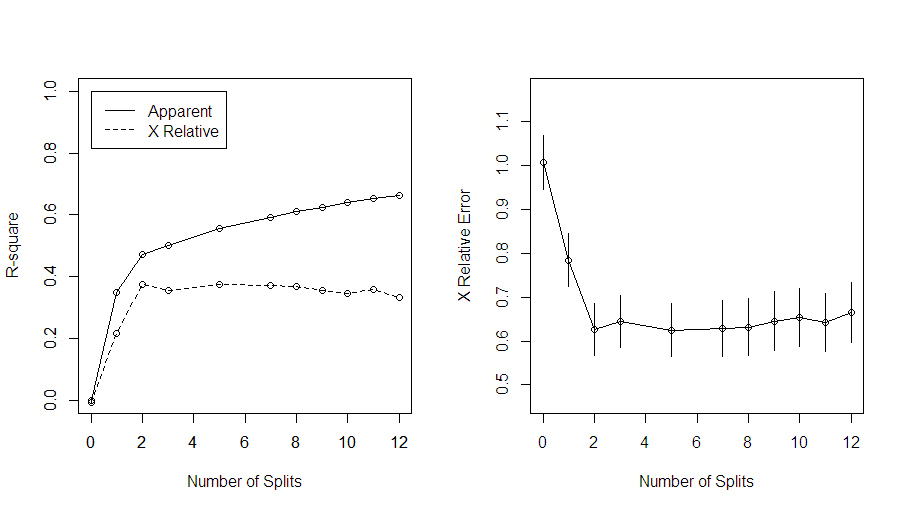 R-square
1.0
0.8
0.6
0.4
0.2
0.0
Apparent
X Relative
0 2 4 6 8 10 12
Number of Splits
X Relative Error
1.1
1.0
0.9
0.8
0.7
0.6
0.5
0 2 4 6 8 10 12
Number of Splits